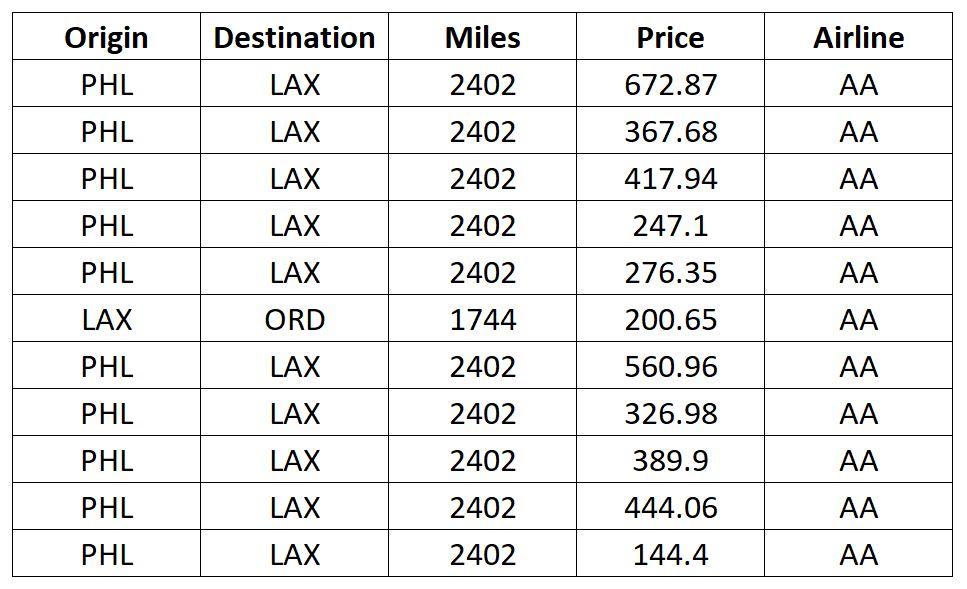 Origin Destination Miles Price Airline
PHL LAX 2402 672.87 AA
PHL LAX 2402 367.68 AA
PHL LAX 2402 417.94 AA
PHL LAX 2402 247.1 AA
PHL LAX 2402 276.35 AA
LAX ORD 1744 200.65 AA
PHL LAX 2402 560.96 AA
PHL LAX 2402 326.98 AA
PHL LAX 2402 389.9 AA
PHL LAX 2402 444.06 AA
PHL LAX 2402 144.4 AA